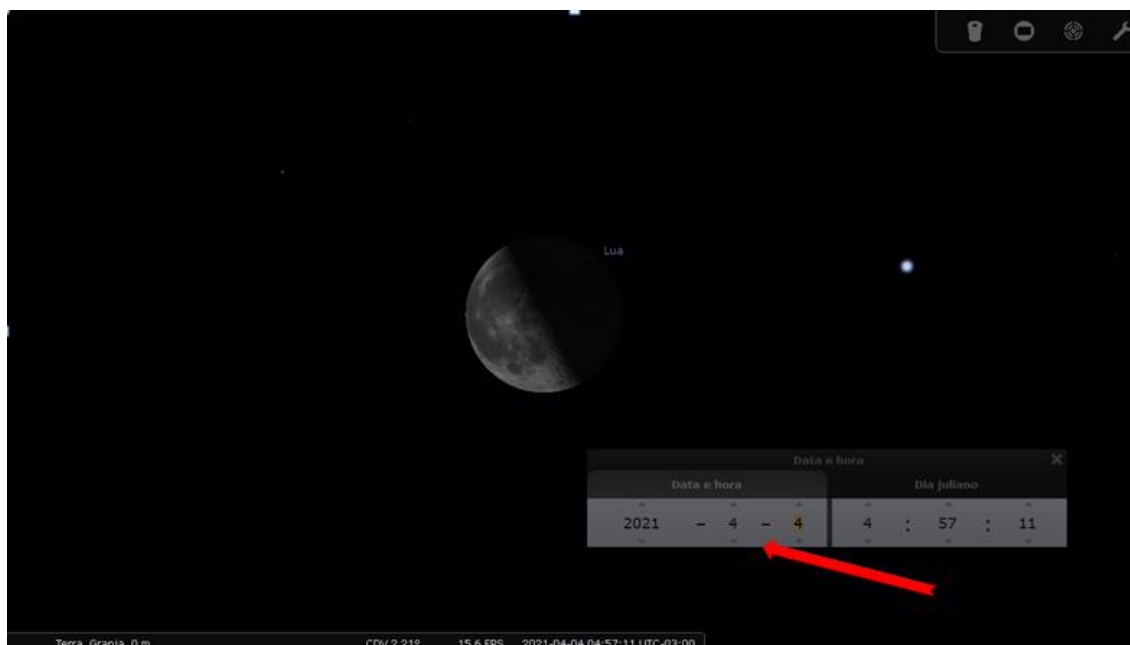 Lua
Data e hora
Data e hora Dia juliano
2021 - 4 - 4 4 : 57 : 11
Terra, Granja, 0 m CDV 2.21° 15.6 FPS 2021-04-04 04:57:11 UTC-03:00